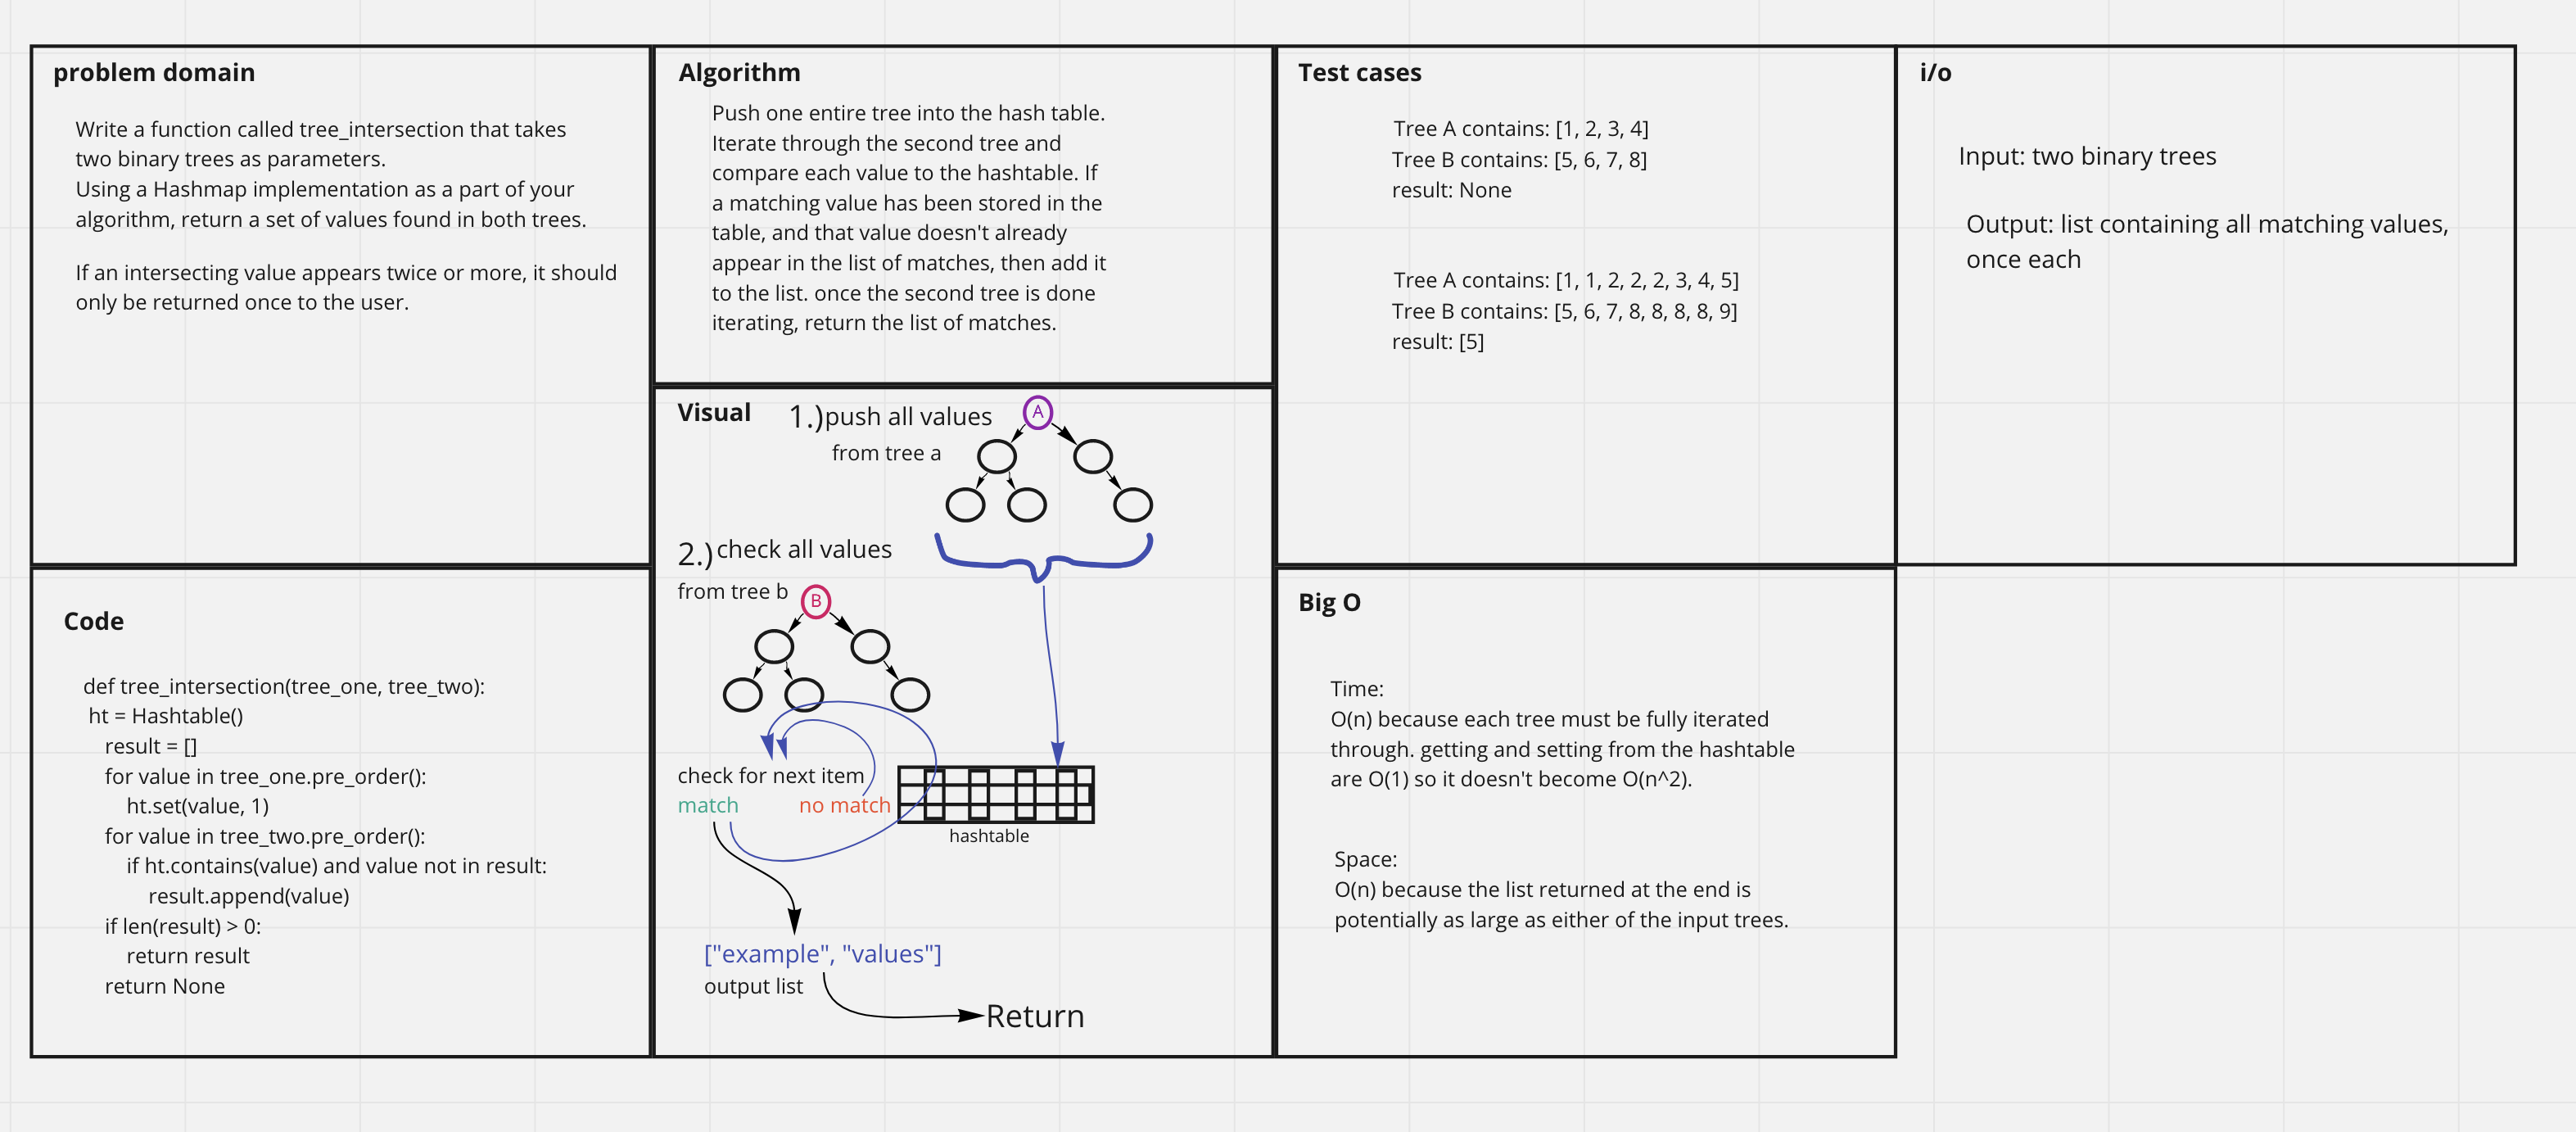 problem domain
Write a function called tree_intersection that takes
two binary trees as parameters.
Using a Hashmap implementation as a part of your
algorithm, return a set of values found in both trees.
If an intersecting value appears twice or more, it should
only be returned once to the user.
Algorithm
Push one entire tree into the hash table.
Iterate through the second tree and
compare each value to the hashtable. If
a matching value has been stored in the
table, and that value doesn't already
appear in the list of matches, then add it
to the list. once the second tree is done
iterating, return the list of matches.
Test cases
Tree A contains: [1, 2, 3, 4]
Tree B contains: [5, 6, 7, 8]
result: None
Tree A contains: [1, 1, 2, 2, 2, 3, 4, 5]
Tree B contains: [5, 6, 7, 8, 8, 8, 8, 9]
result: [5]
i/o
Input: two binary trees
Output: list containing all matching values,
once each
Code
def tree_intersection(tree_one, tree_two):
ht = Hashtable()
result = []
for value in tree_one.pre_order():
ht.set(value, 1)
for value in tree_two.pre_order():
if ht.contains(value) and value not in result:
result.append(value)
if len(result) > 0:
return result
return None
Visual
1.) push all values
from tree a
A
2.) check all values
from tree b
B
check for next item
match no match
hashtable
["example", "values"]
output list
Return
Big O
Time:
O(n) because each tree must be fully iterated
through. getting and setting from the hashtable
are O(1) so it doesn't become O(n^2).
Space:
O(n) because the list returned at the end is
potentially as large as either of the input trees.